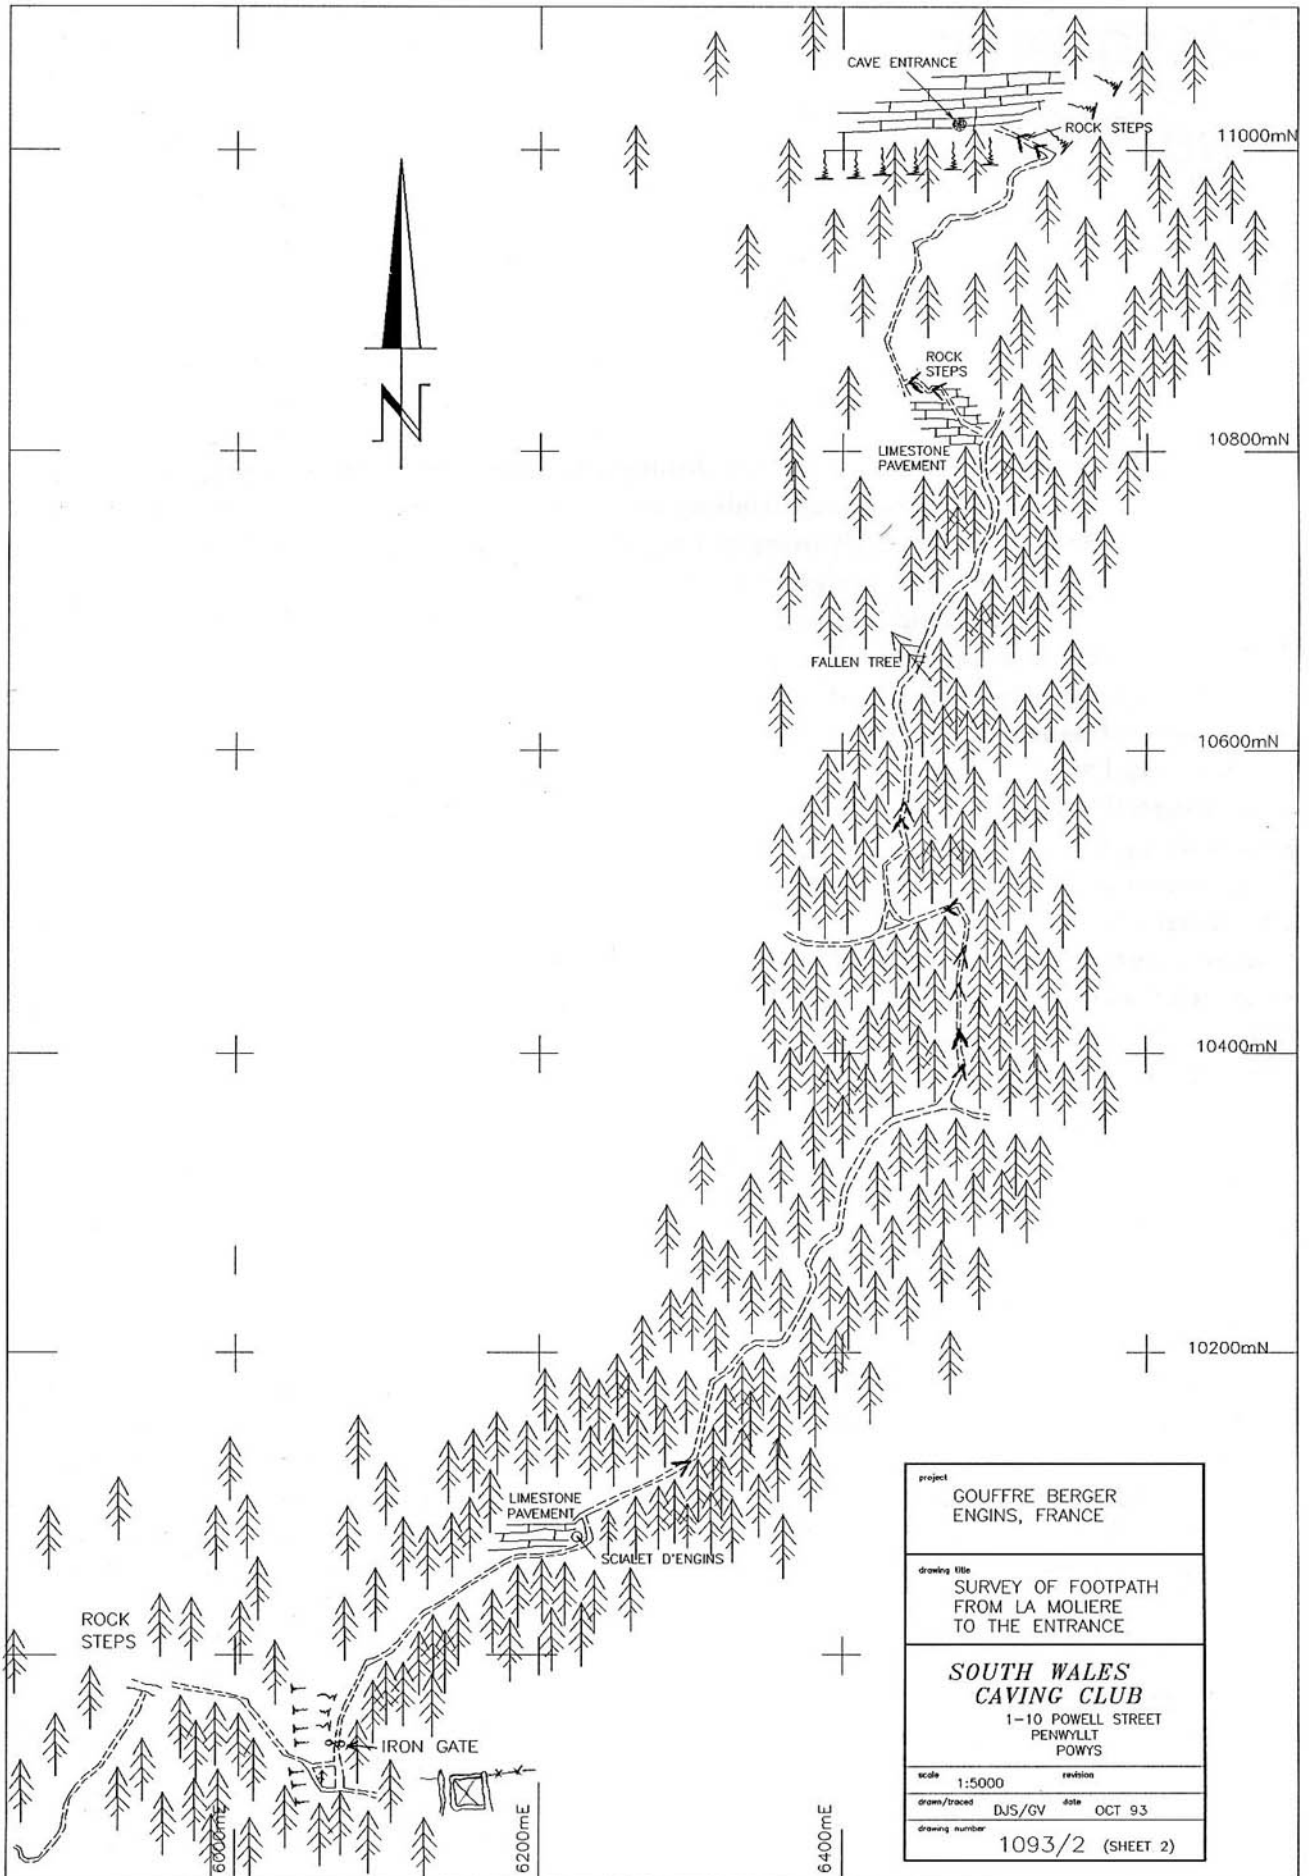 CAVE ENTRANCE
ROCK STEPS
11000mN
ROCK
STEPS
10800mN
LIMESTONE
PAVEMENT
FALLEN TREE
10600mN
10400mN
10200mN
LIMESTONE
PAVEMENT
SCIALET D'ENGINS
ROCK
STEPS
IRON GATE
6000mE
6200mE
6400mE
N
project
GOUFFRE BERGER
ENGINS, FRANCE
drawing title
SURVEY OF FOOTPATH
FROM LA MOLIERE
TO THE ENTRANCE
SOUTH WALES
CAVING CLUB
1-10 POWELL STREET
PENWYLLT
POWYS
scale 1:5000 revision
drawn/traced DJS/GV date OCT 93
drawing number
1093/2 (SHEET 2)